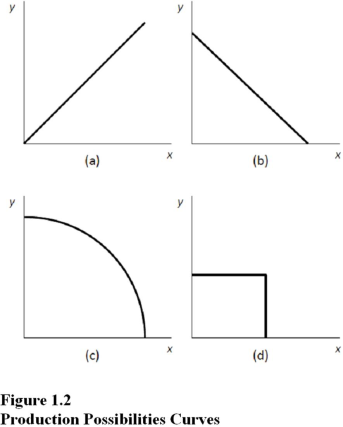 y
y
x
x
(a)
(b)
y
y
x
x
(c)
(d)
Figure 1.2
Production Possibilities Curves